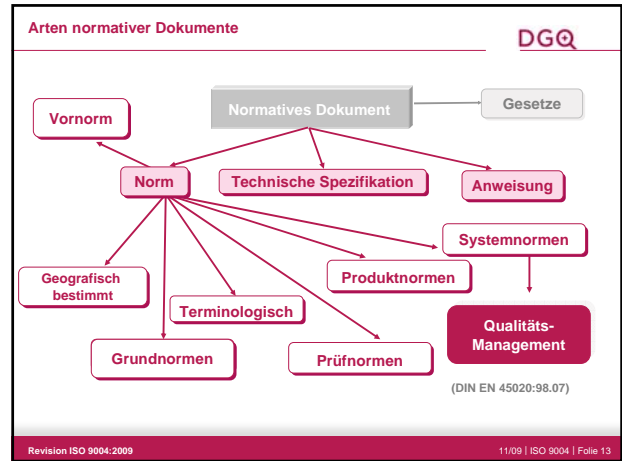 Arten normativer Dokumente
DGQ
Normatives Dokument
Gesetze
Vornorm
Norm
Technische Spezifikation
Anweisung
Systemnormen
Geografisch
bestimmt
Produktnormen
Terminologisch
Grundnormen
Prüfnormen
Qualitäts-
Management
(DIN EN 45020:98.07)
Revision ISO 9004:2009
11/09 | ISO 9004 | Folie 13